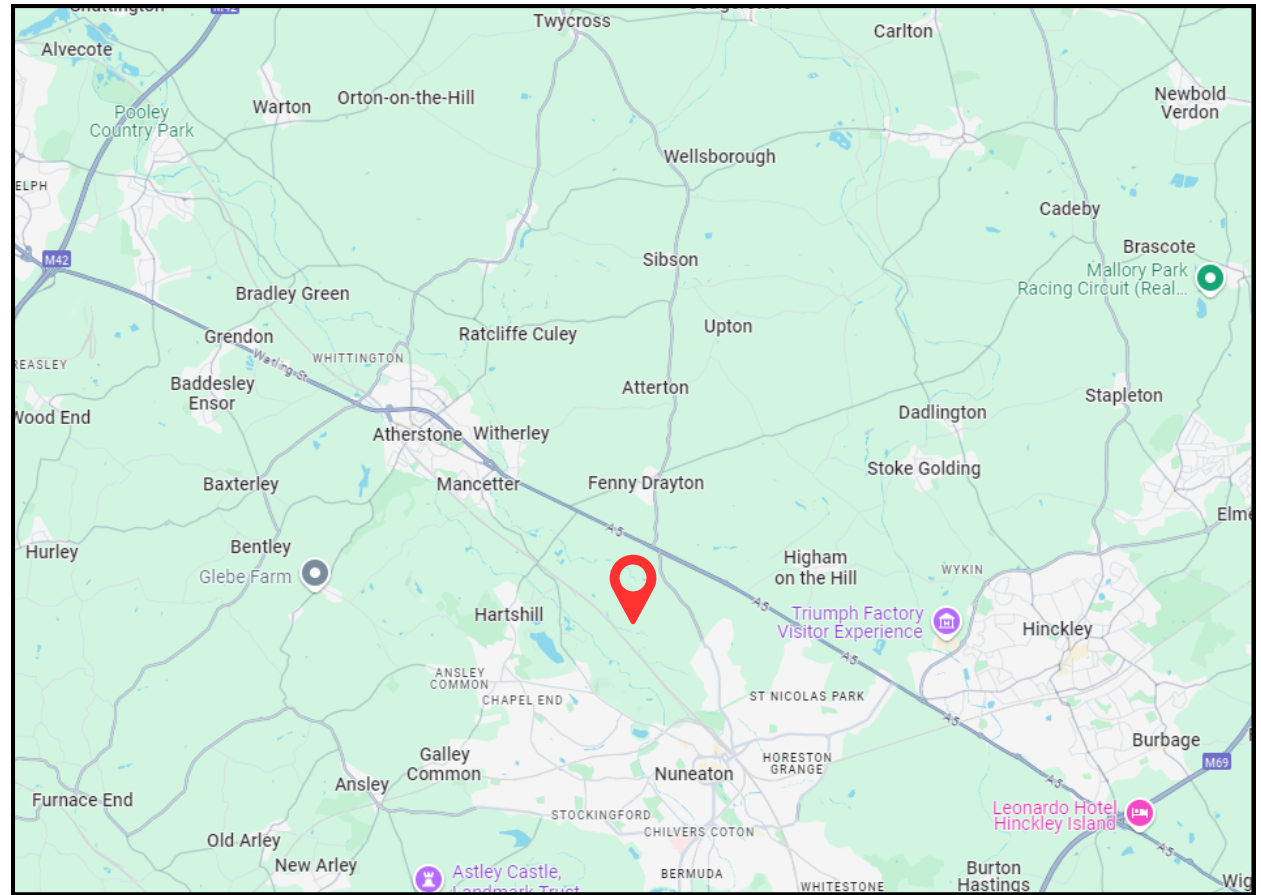 Twycross
Carlton
Alvecote
Newbold
Verdon
Warton
Orton-on-the-Hill
Pooley
Country Park
Wellsborough
ELPH
Cadeby
Brascote
M42
Sibson
Mallory Park
Racing Circuit (Real...
Bradley Green
Upton
Grendon
Ratcliffe Culey
WHITTINGTON
Watling St
REASLEY
Baddesley
Ensor
Atterton
Stapleton
Wood End
Dadlington
Atherstone
Witherley
Stoke Golding
Baxterley
Mancetter
Fenny Drayton
Elme
A5
Hurley
Bentley
Glebe Farm
Higham
on the Hill
WYKIN
A5
Hartshill
Triumph Factory
Visitor Experience
Hinckley
A5
ANSLEY
COMMON
CHAPEL END
ST NICOLAS PARK
A5
Burbage
Galley
Common
HORESTON
GRANGE
M69
Nuneaton
Ansley
A5
Furnace End
STOCKINGFORD
Leonardo Hotel
Hinckley Island
CHILVERS COTON
Old Arley
A5
New Arley
Astley Castle,
Landmark Trust
BERMUDA
WHITESTONE
Burton
Hastings
Wig